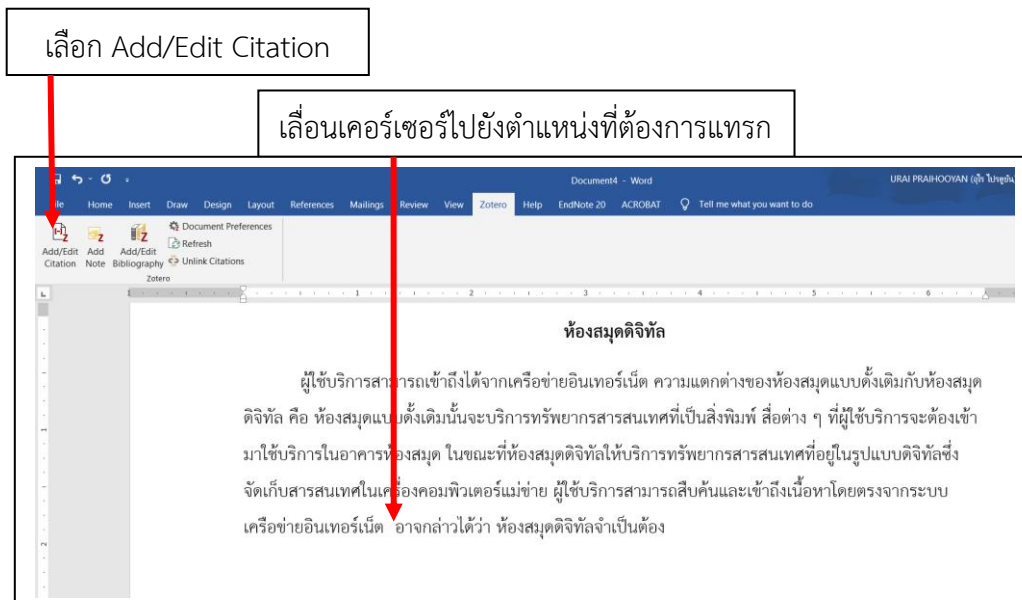 เลือก Add/Edit Citation
เลื่อนเคอร์เซอร์ไปยังตำแหน่งที่ต้องการแทรก
Document4 - Word
URAI PRAIHOOYAN
Home Insert Draw Design Layout References Mailings Review View Zotero Help EndNote 20 ACROBAT Tell me what you want to do
Add/Edit Citation
Add Note
Add/Edit Bibliography
Document Preferences
Refresh
Unlink Citations
Zotero
1 1 2 3 4 5 6
ห้องสมุดดิจิทัล
ผู้ใช้บริการสามารถเข้าถึงได้จากเครือข่ายอินเทอร์เน็ต ความแตกต่างของห้องสมุดแบบดั้งเดิมกับห้องสมุด
ดิจิทัล คือ ห้องสมุดแบบดั้งเดิมนั้นจะบริการทรัพยากรสารสนเทศที่เป็นสิ่งพิมพ์ สื่อต่าง ๆ ที่ผู้ใช้บริการจะต้องเข้า
มาใช้บริการในอาคารห้องสมุด ในขณะที่ห้องสมุดดิจิทัลให้บริการทรัพยากรสารสนเทศที่อยู่ในรูปแบบดิจิทัลซึ่ง
จัดเก็บสารสนเทศในเครื่องคอมพิวเตอร์แม่ข่าย ผู้ใช้บริการสามารถสืบค้นและเข้าถึงเนื้อหาโดยตรงจากระบบ
เครือข่ายอินเทอร์เน็ต อาจกล่าวได้ว่า ห้องสมุดดิจิทัลจำเป็นต้อง